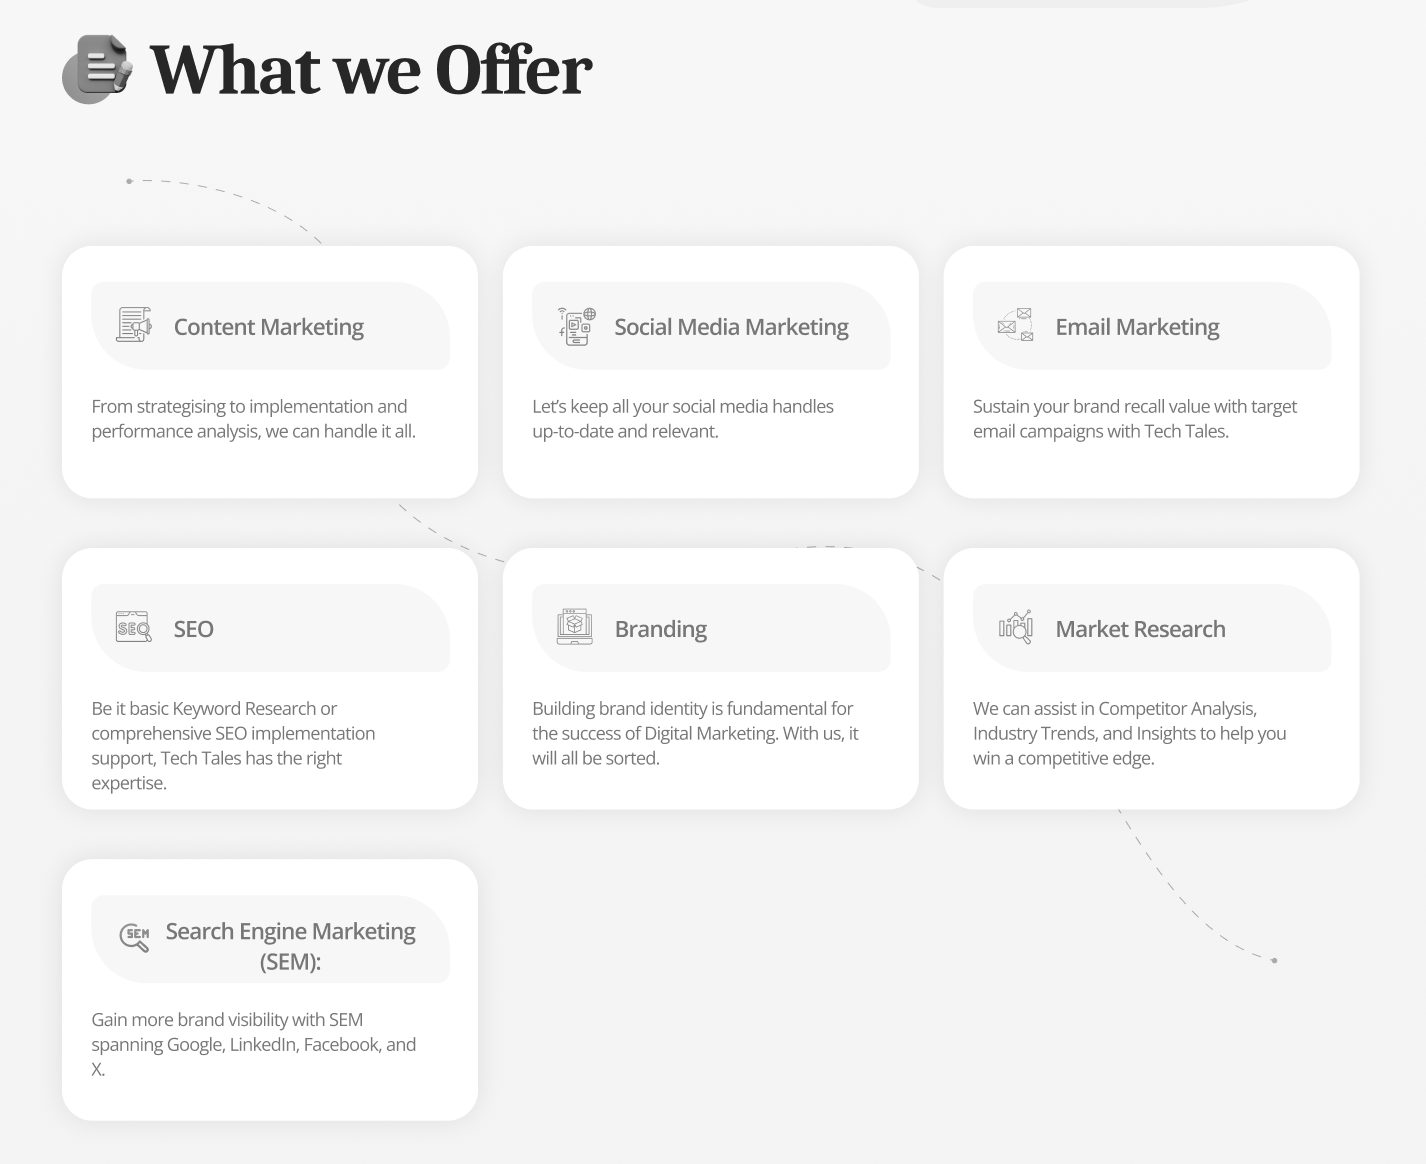 What we Offer
Content Marketing
From strategising to implementation and
performance analysis, we can handle it all.
Social Media Marketing
Let’s keep all your social media handles
up-to-date and relevant.
Email Marketing
Sustain your brand recall value with target
email campaigns with Tech Tales.
SEO
SEO
Be it basic Keyword Research or
comprehensive SEO implementation
support, Tech Tales has the right
expertise.
Branding
Building brand identity is fundamental for
the success of Digital Marketing. With us, it
will all be sorted.
Market Research
We can assist in Competitor Analysis,
Industry Trends, and Insights to help you
win a competitive edge.
SEM
Search Engine Marketing
(SEM):
Gain more brand visibility with SEM
spanning Google, LinkedIn, Facebook, and
X.